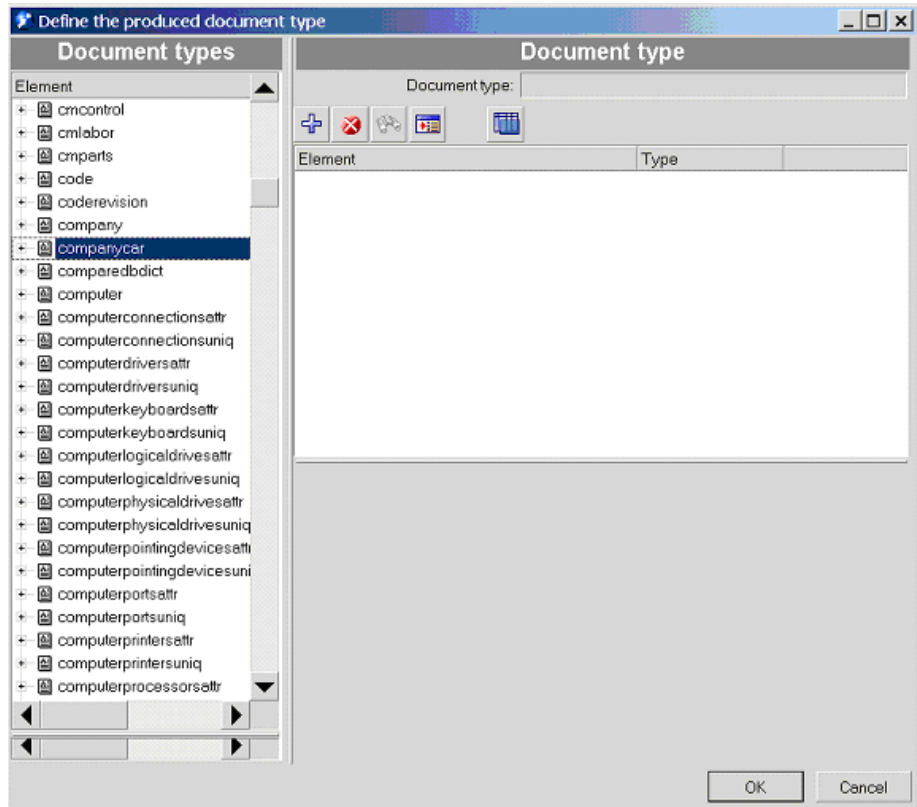 Define the produced document type
Document types
Element
cmcontrol
cmlabor
cmparts
code
coderevision
company
companycar
comparedbdict
computer
computerconnectionsattr
computerconnectionsuniq
computerdriversattr
computerdriversuniq
computerkeyboardsattr
computerkeyboardsuniq
computerlogicaldrivesattr
computerlogicaldrivesuniq
computerphysicaldrivesattr
computerphysicaldrivesuniq
computerpointingdevicesatt
computerpointingdevicesuni
computerportsattr
computerportsuniq
computerprintersattr
computerprintersuniq
computerprocessorsattr
Document type
Document type:
Element Type
OK Cancel